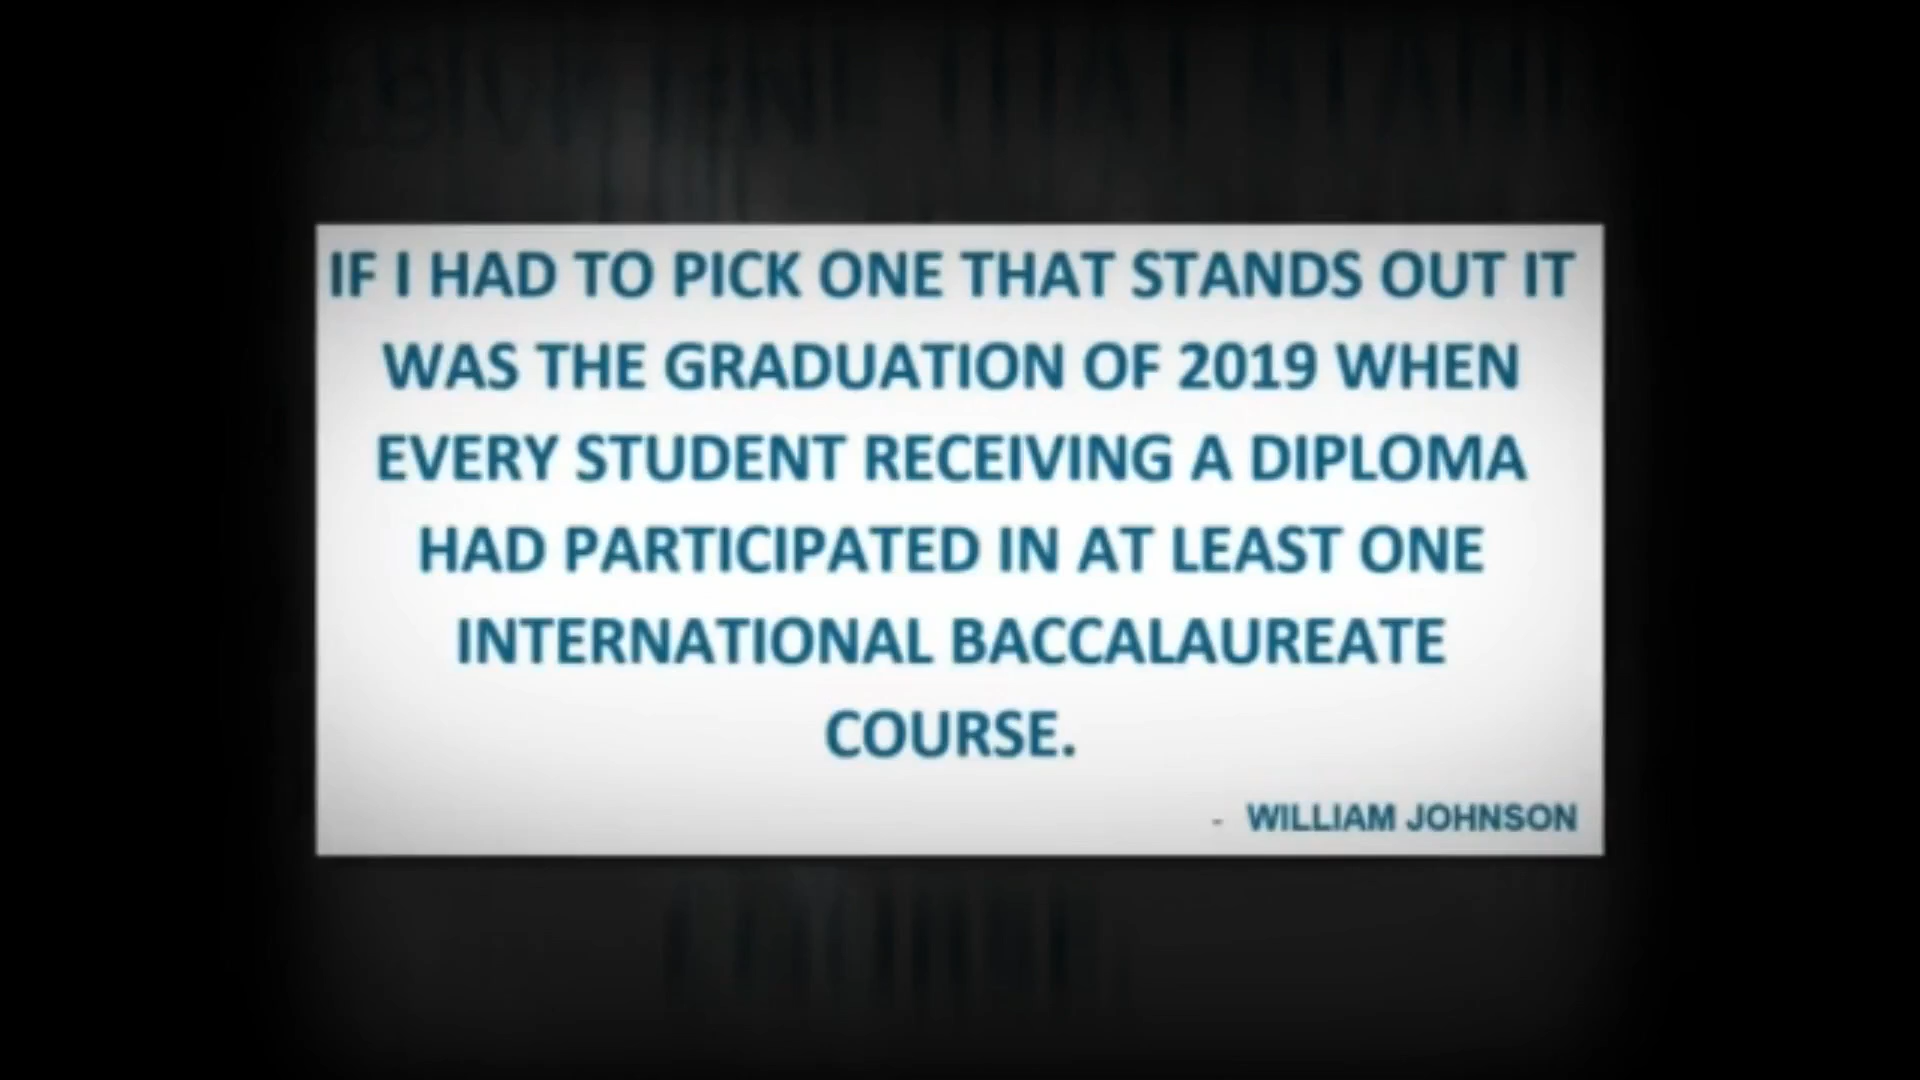 IF I HAD TO PICK ONE THAT STANDS OUT IT
WAS THE GRADUATION OF 2019 WHEN
EVERY STUDENT RECEIVING A DIPLOMA
HAD PARTICIPATED IN AT LEAST ONE
INTERNATIONAL BACCALAUREATE
COURSE.
- WILLIAM JOHNSON